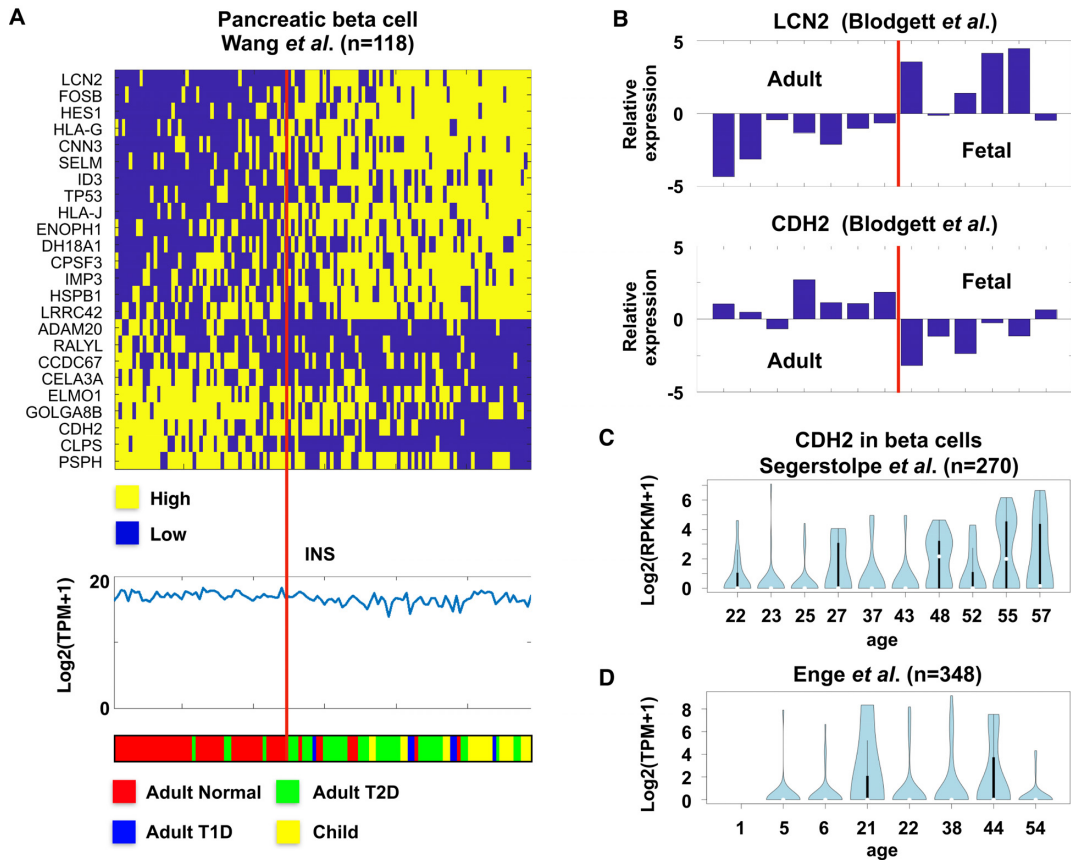 A
Pancreatic beta cell
Wang et al. (n=118)
LCN2
FOSB
HES1
HLA-G
CNN3
SELM
ID3
TP53
HLA-J
ENOPH1
DH18A1
CPSF3
IMP3
HSPB1
LRRC42
ADAM20
RALYL
CCDC67
CELA3A
ELMO1
GOLGA8B
CDH2
CLPS
PSPH
High
Low
INS
Log2(TPM+1)
20
0
Adult Normal
Adult T2D
Adult T1D
Child
B
LCN2 (Blodgett et al.)
Relative
expression
5
0
-5
Adult
Fetal
CDH2 (Blodgett et al.)
Relative
expression
5
0
-5
Adult
Fetal
C
CDH2 in beta cells
Segerstolpe et al. (n=270)
Log2(RPKM+1)
6
4
2
0
22 23 25 27 37 43 48 52 55 57
age
D
Enge et al. (n=348)
Log2(TPM+1)
8
6
4
2
0
1 5 6 21 22 38 44 54
age